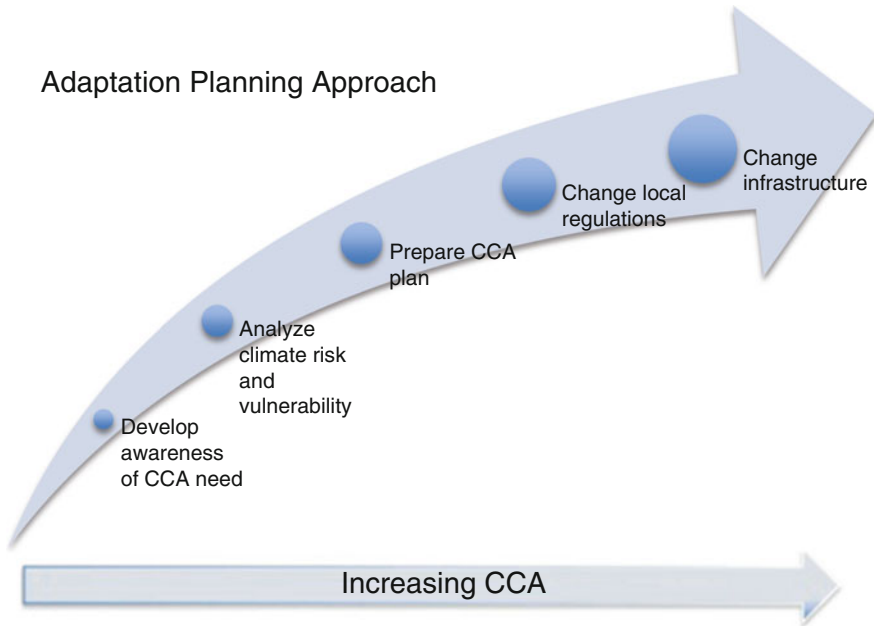 Adaptation Planning Approach
Change
infrastructure
Change local
regulations
Prepare CCA
plan
Analyze
climate risk
and
vulnerability
Develop
awareness
of CCA need
Increasing CCA